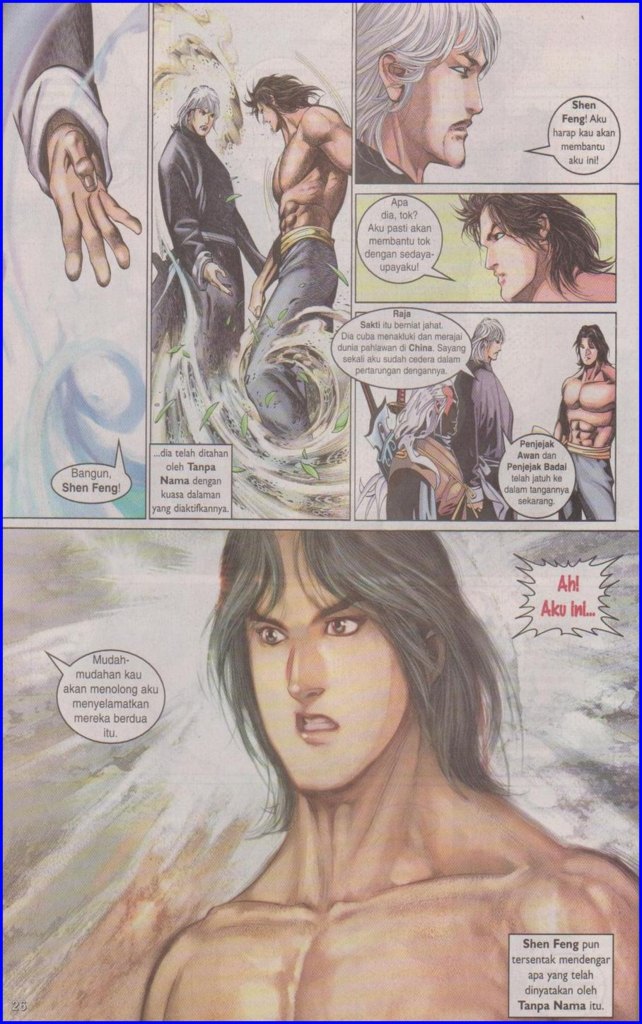 Bangun,
Shen Feng!
...dia telah ditahan
oleh Tanpa
Nama dengan
kuasa dalaman
yang diaktifkannya.
Shen
Feng! Aku
harap kau akan
membantu
aku ini!
Apa
dia, tok?
Aku pasti akan
membantu tok
dengan sedaya-
upayaku!
Raja
Sakti itu berniat jahat.
Dia cuba menakluki dan merajai
dunia pahlawan di China. Sayang
sekali aku sudah cedera dalam
pertarungan dengannya.
Penjejak
Awan dan
Penjejak Badai
telah jatuh ke
dalam tangannya
sekarang.
Mudah-
mudahan kau
akan menolong aku
menyelamatkan
mereka berdua
itu.
Ah!
Aku ini...
Shen Feng pun
tersentak mendengar
apa yang telah
dinyatakan oleh
Tanpa Nama itu.
26